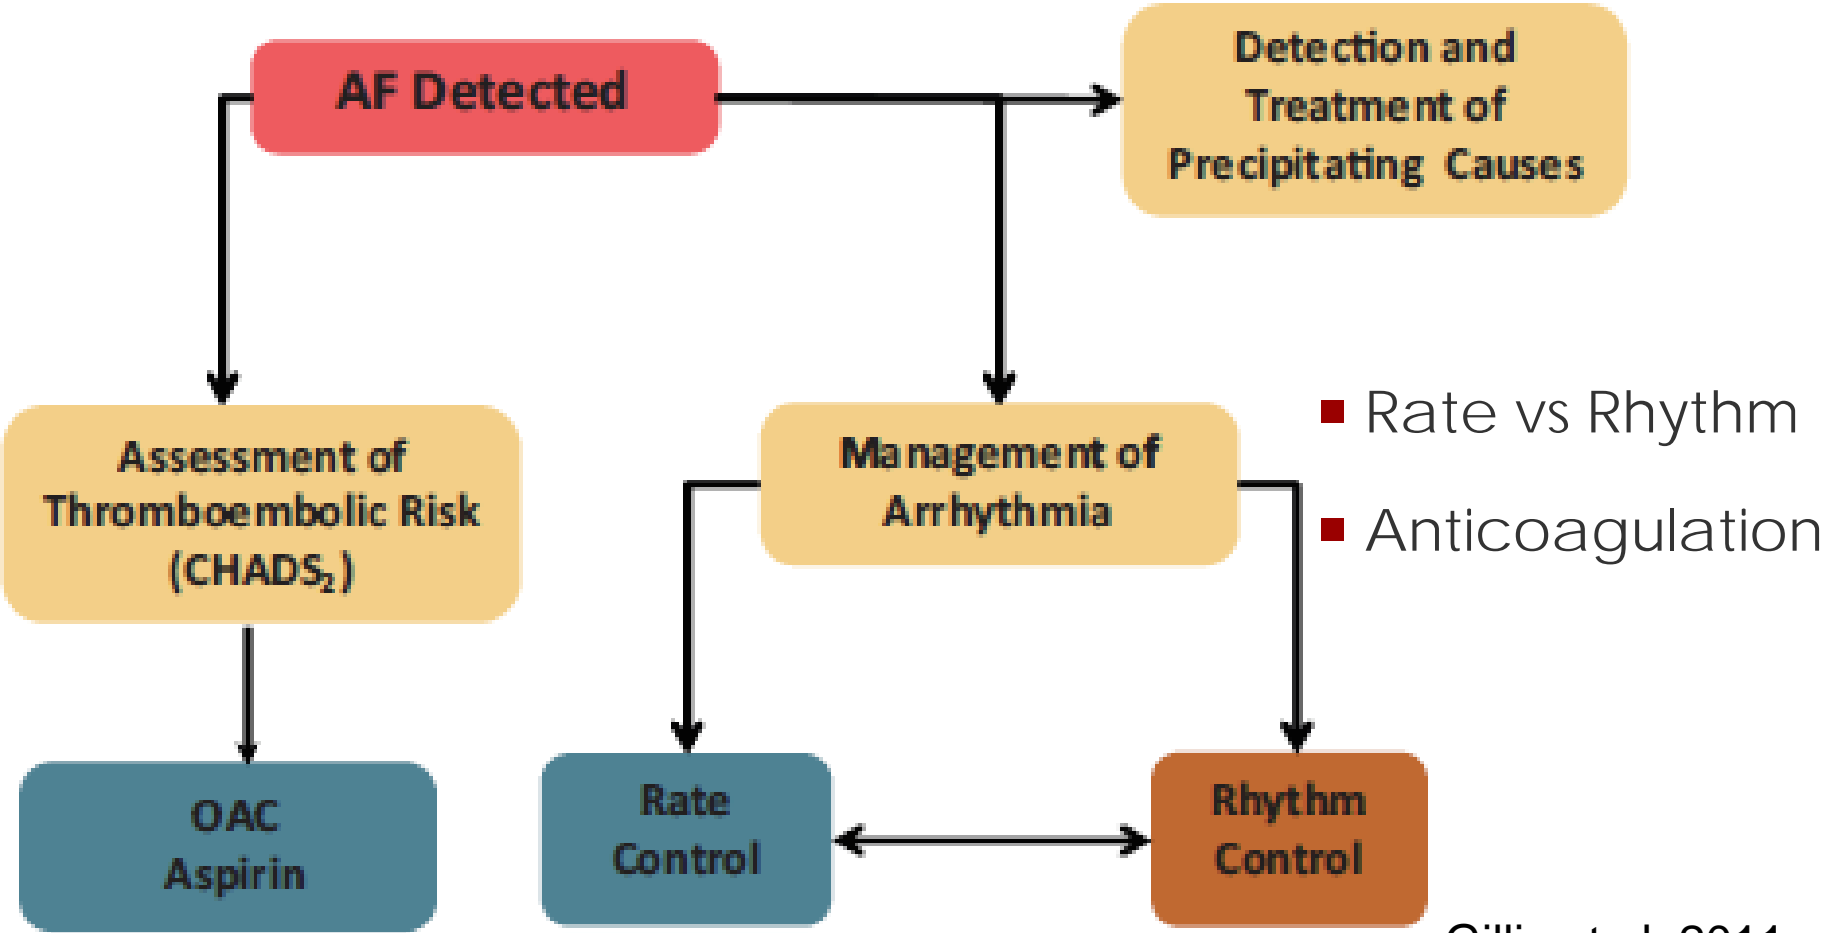 AF Detected
Detection and
Treatment of
Precipitating Causes
Assessment of
Thromboembolic Risk
(CHADS₂)
Management of
Arrhythmia
Rate vs Rhythm
Anticoagulation
OAC
Aspirin
Rate
Control
Rhythm
Control
2011